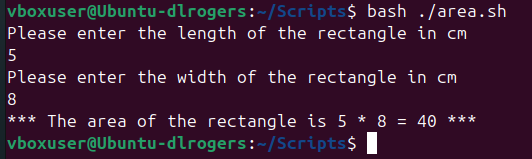 vboxuser@Ubuntu-dlrogers:~/Scripts$ bash ./area.sh
Please enter the length of the rectangle in cm
5
Please enter the width of the rectangle in cm
8
*** The area of the rectangle is 5 * 8 = 40 ***
vboxuser@Ubuntu-dlrogers:~/Scripts$